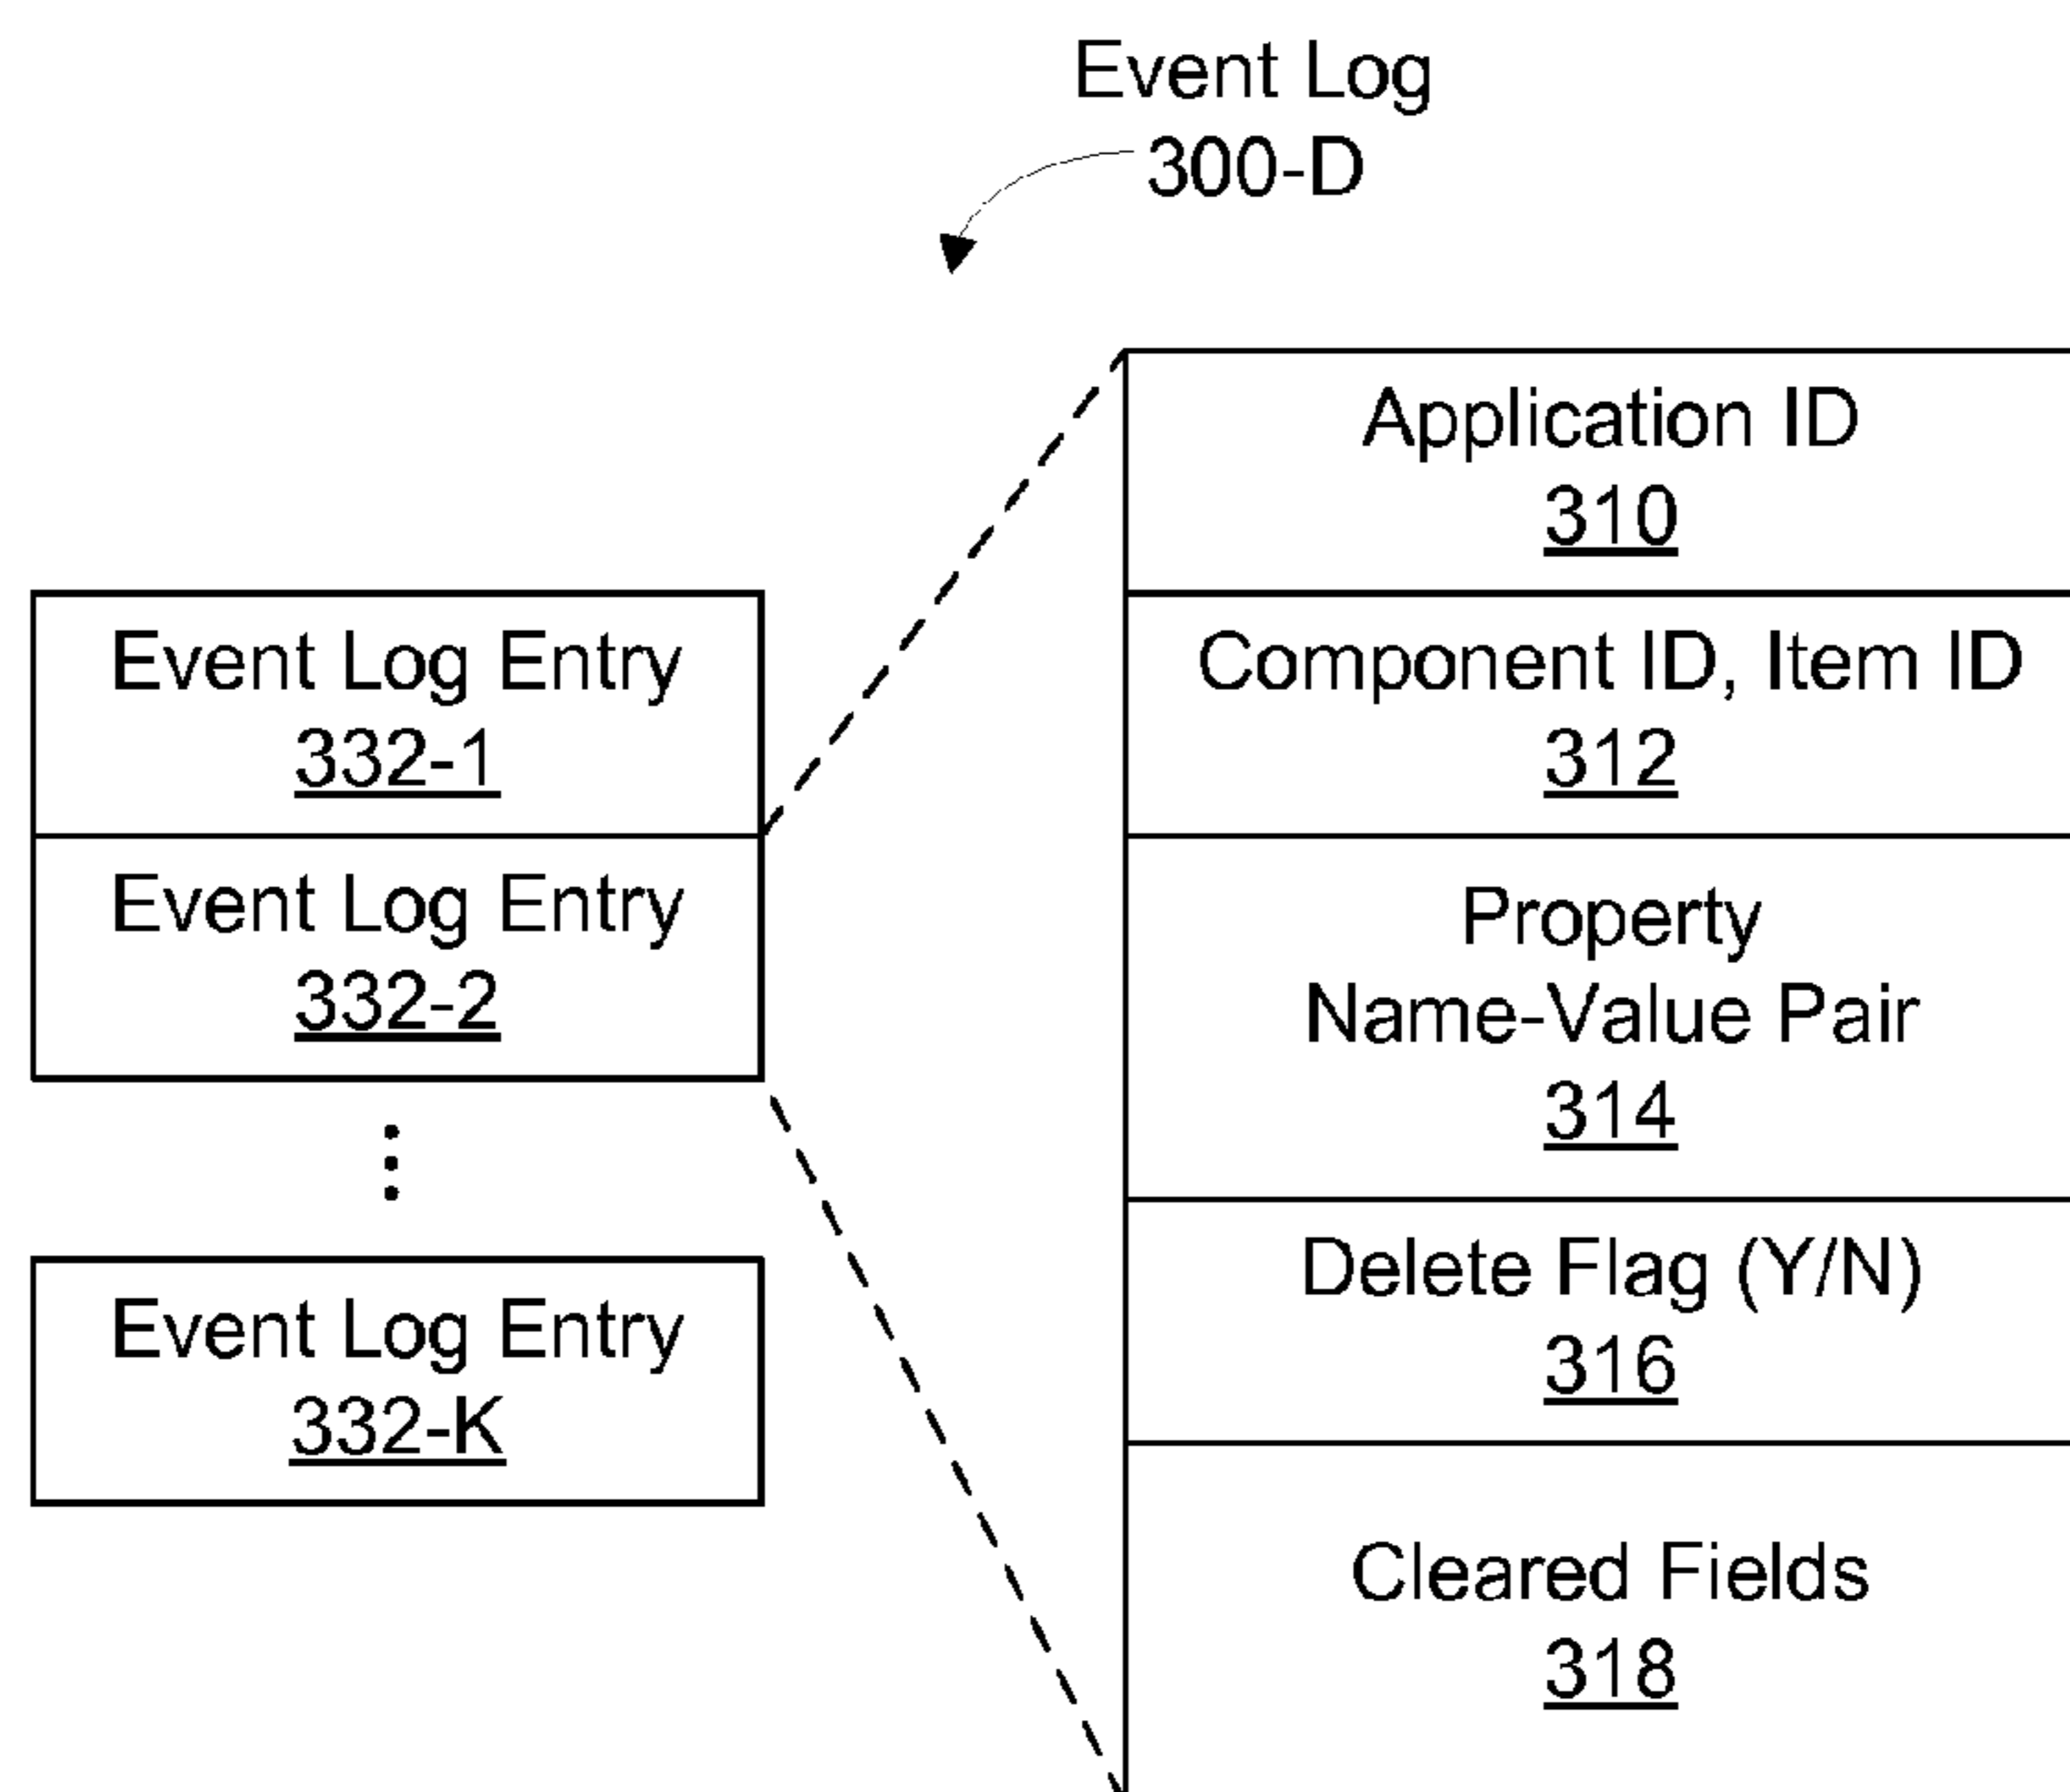 Event Log
300-D
Event Log Entry
332-1
Event Log Entry
332-2
Event Log Entry
332-K
Application ID
310
Component ID, Item ID
312
Property
Name-Value Pair
314
Delete Flag (Y/N)
316
Cleared Fields
318